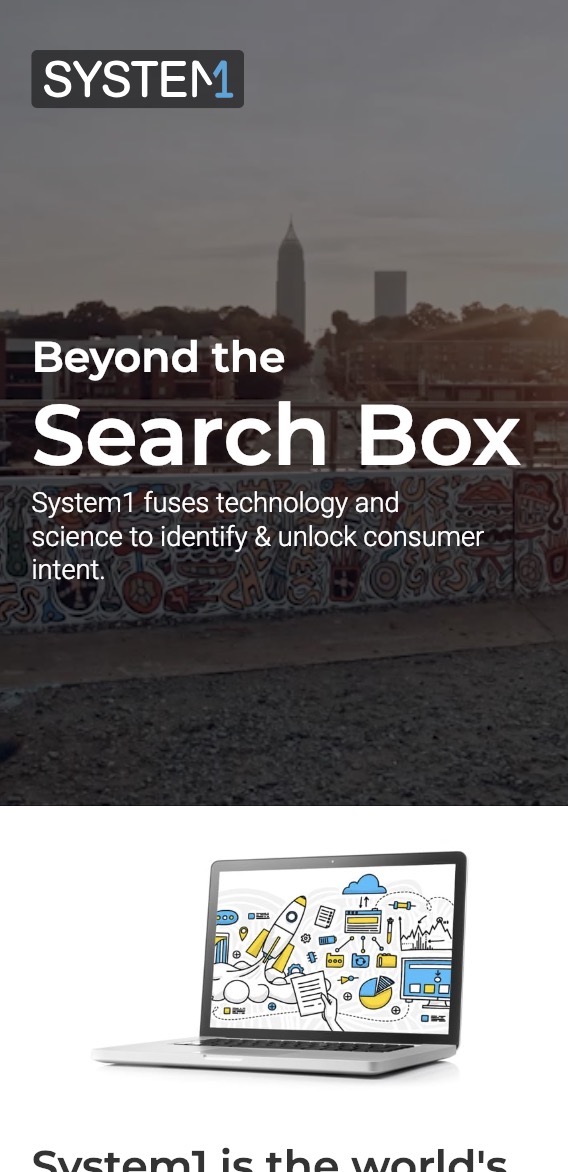 SYSTEM1
Beyond the
Search Box
System1 fuses technology and
science to identify & unlock consumer
intent.
System1 is the world's